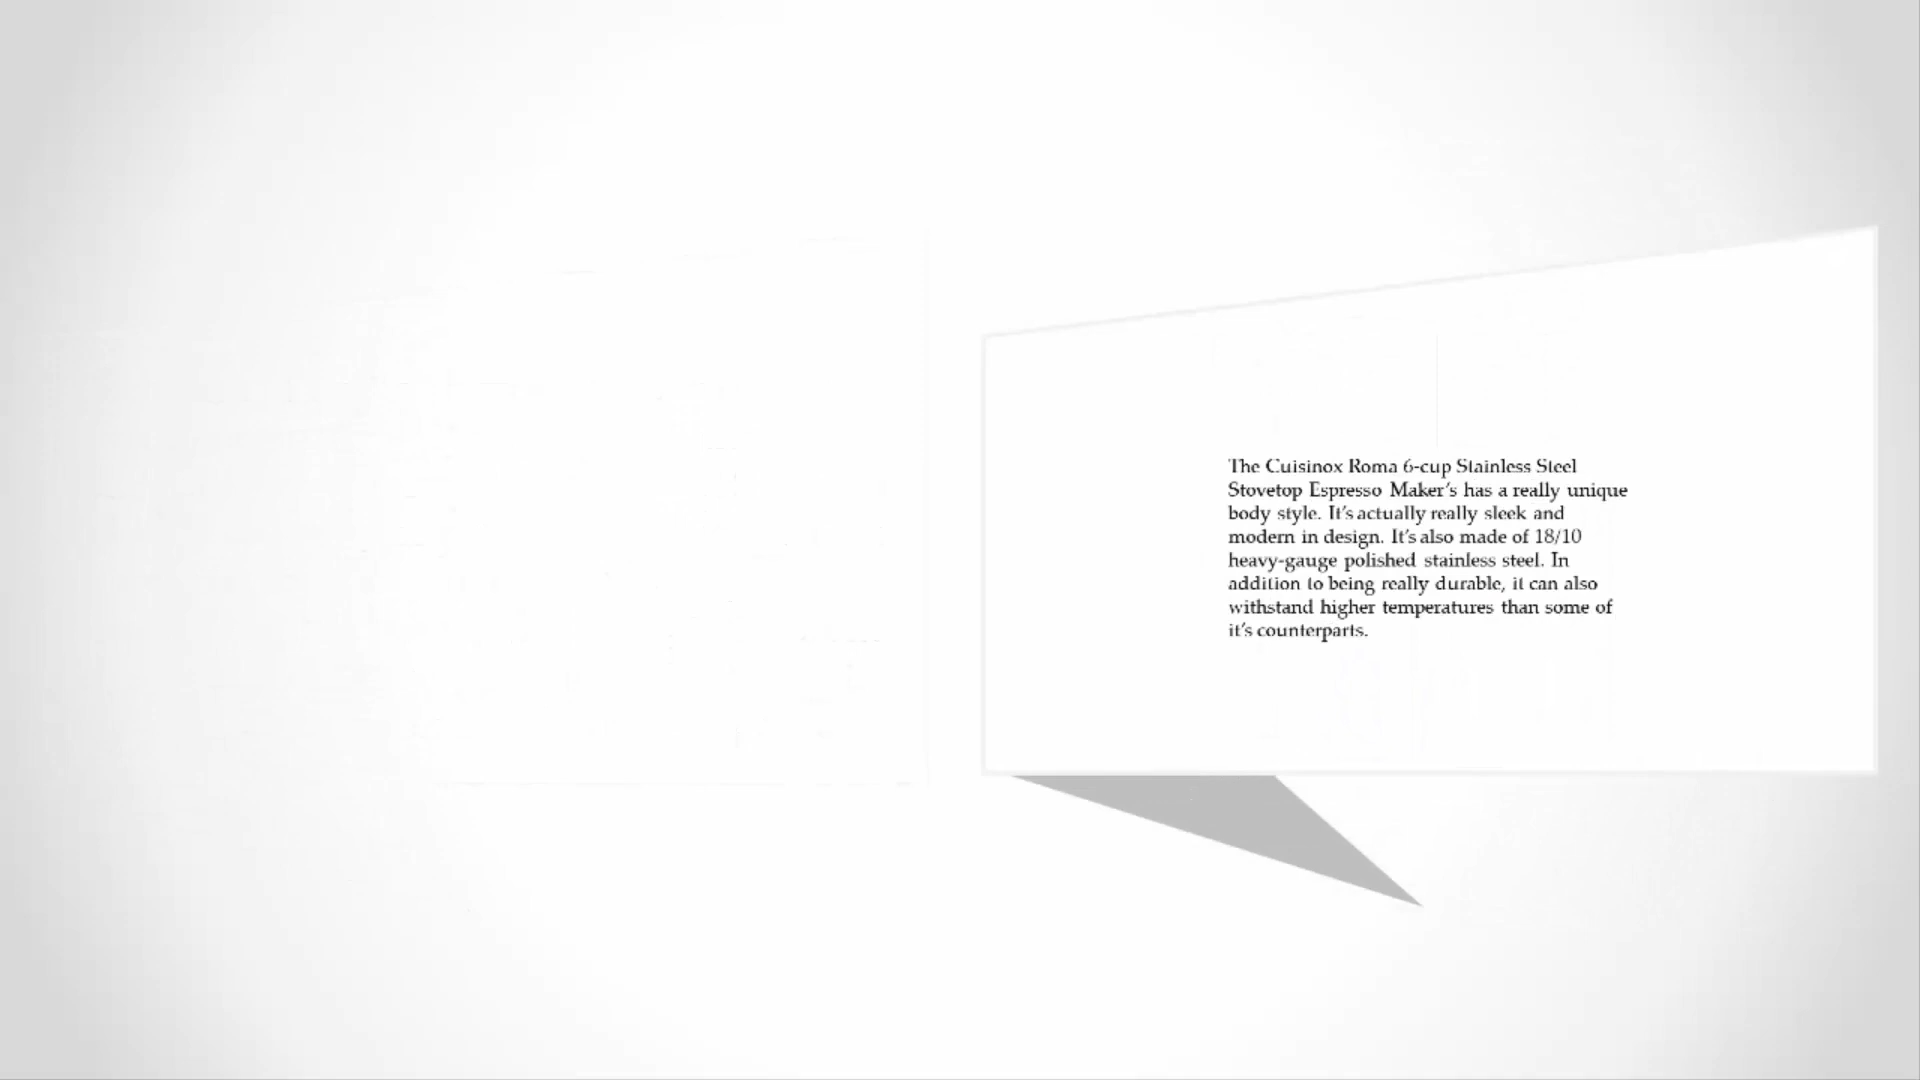 The Cuisinox Roma 6-cup Stainless Steel
Stovetop Espresso Maker's has a really unique
body style. It's actually really sleek and
modern in design. It's also made of 18/10
heavy-gauge polished stainless steel. In
addition to being really durable, it can also
withstand higher temperatures than some of
it's counterparts.